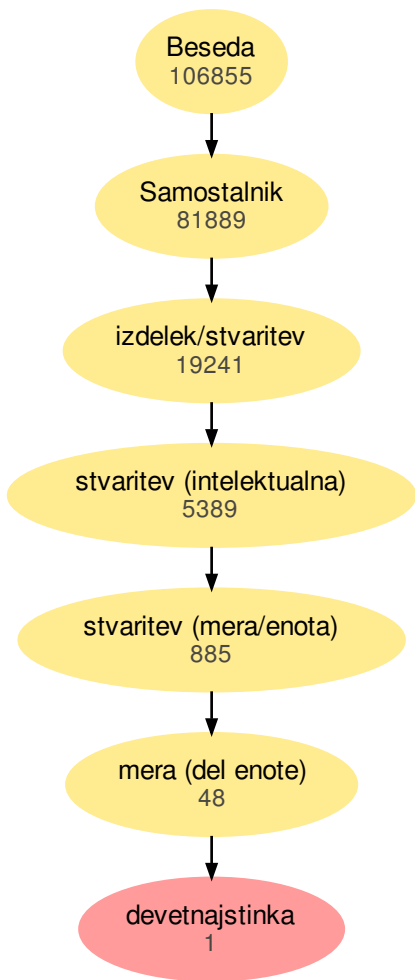 Beseda
106855
Samostalnik
81889
izdelek/stvaritev
19241
stvaritev (intelektualna)
5389
stvaritev (mera/enota)
885
mera (del enote)
48
devetnajstinka
1